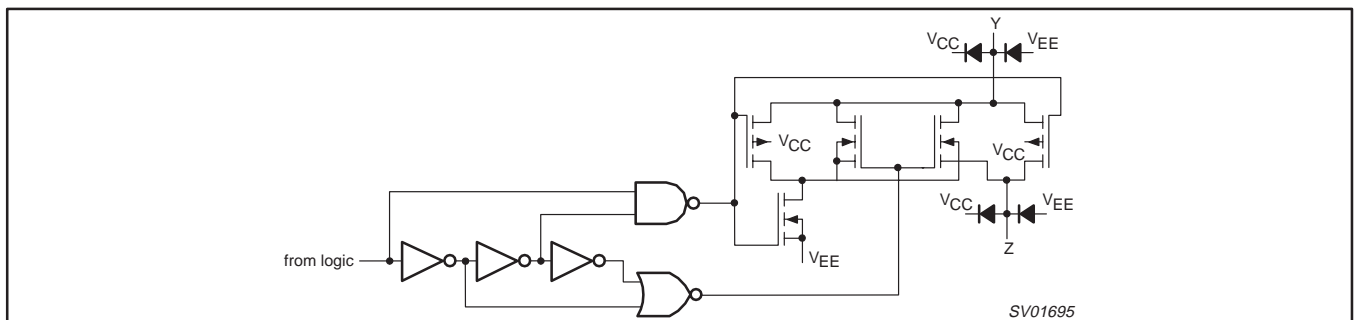 Y
VCC
VEE
VCC
VCC
VCC
VEE
VEE
Z
from logic
SV01695